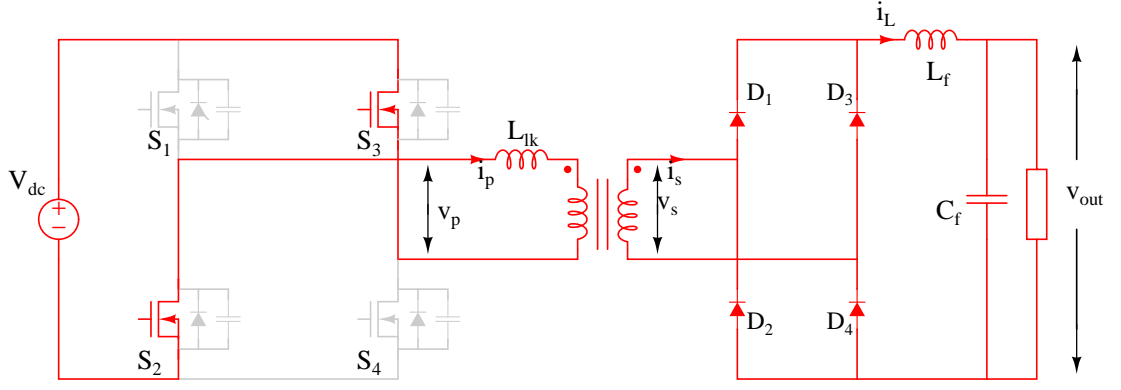 i_L
L_f
D_1
D_3
S_1
S_3
L_lk
i_p
i_s
V_dc
+
−
v_p
v_s
C_f
v_out
D_2
D_4
S_2
S_4